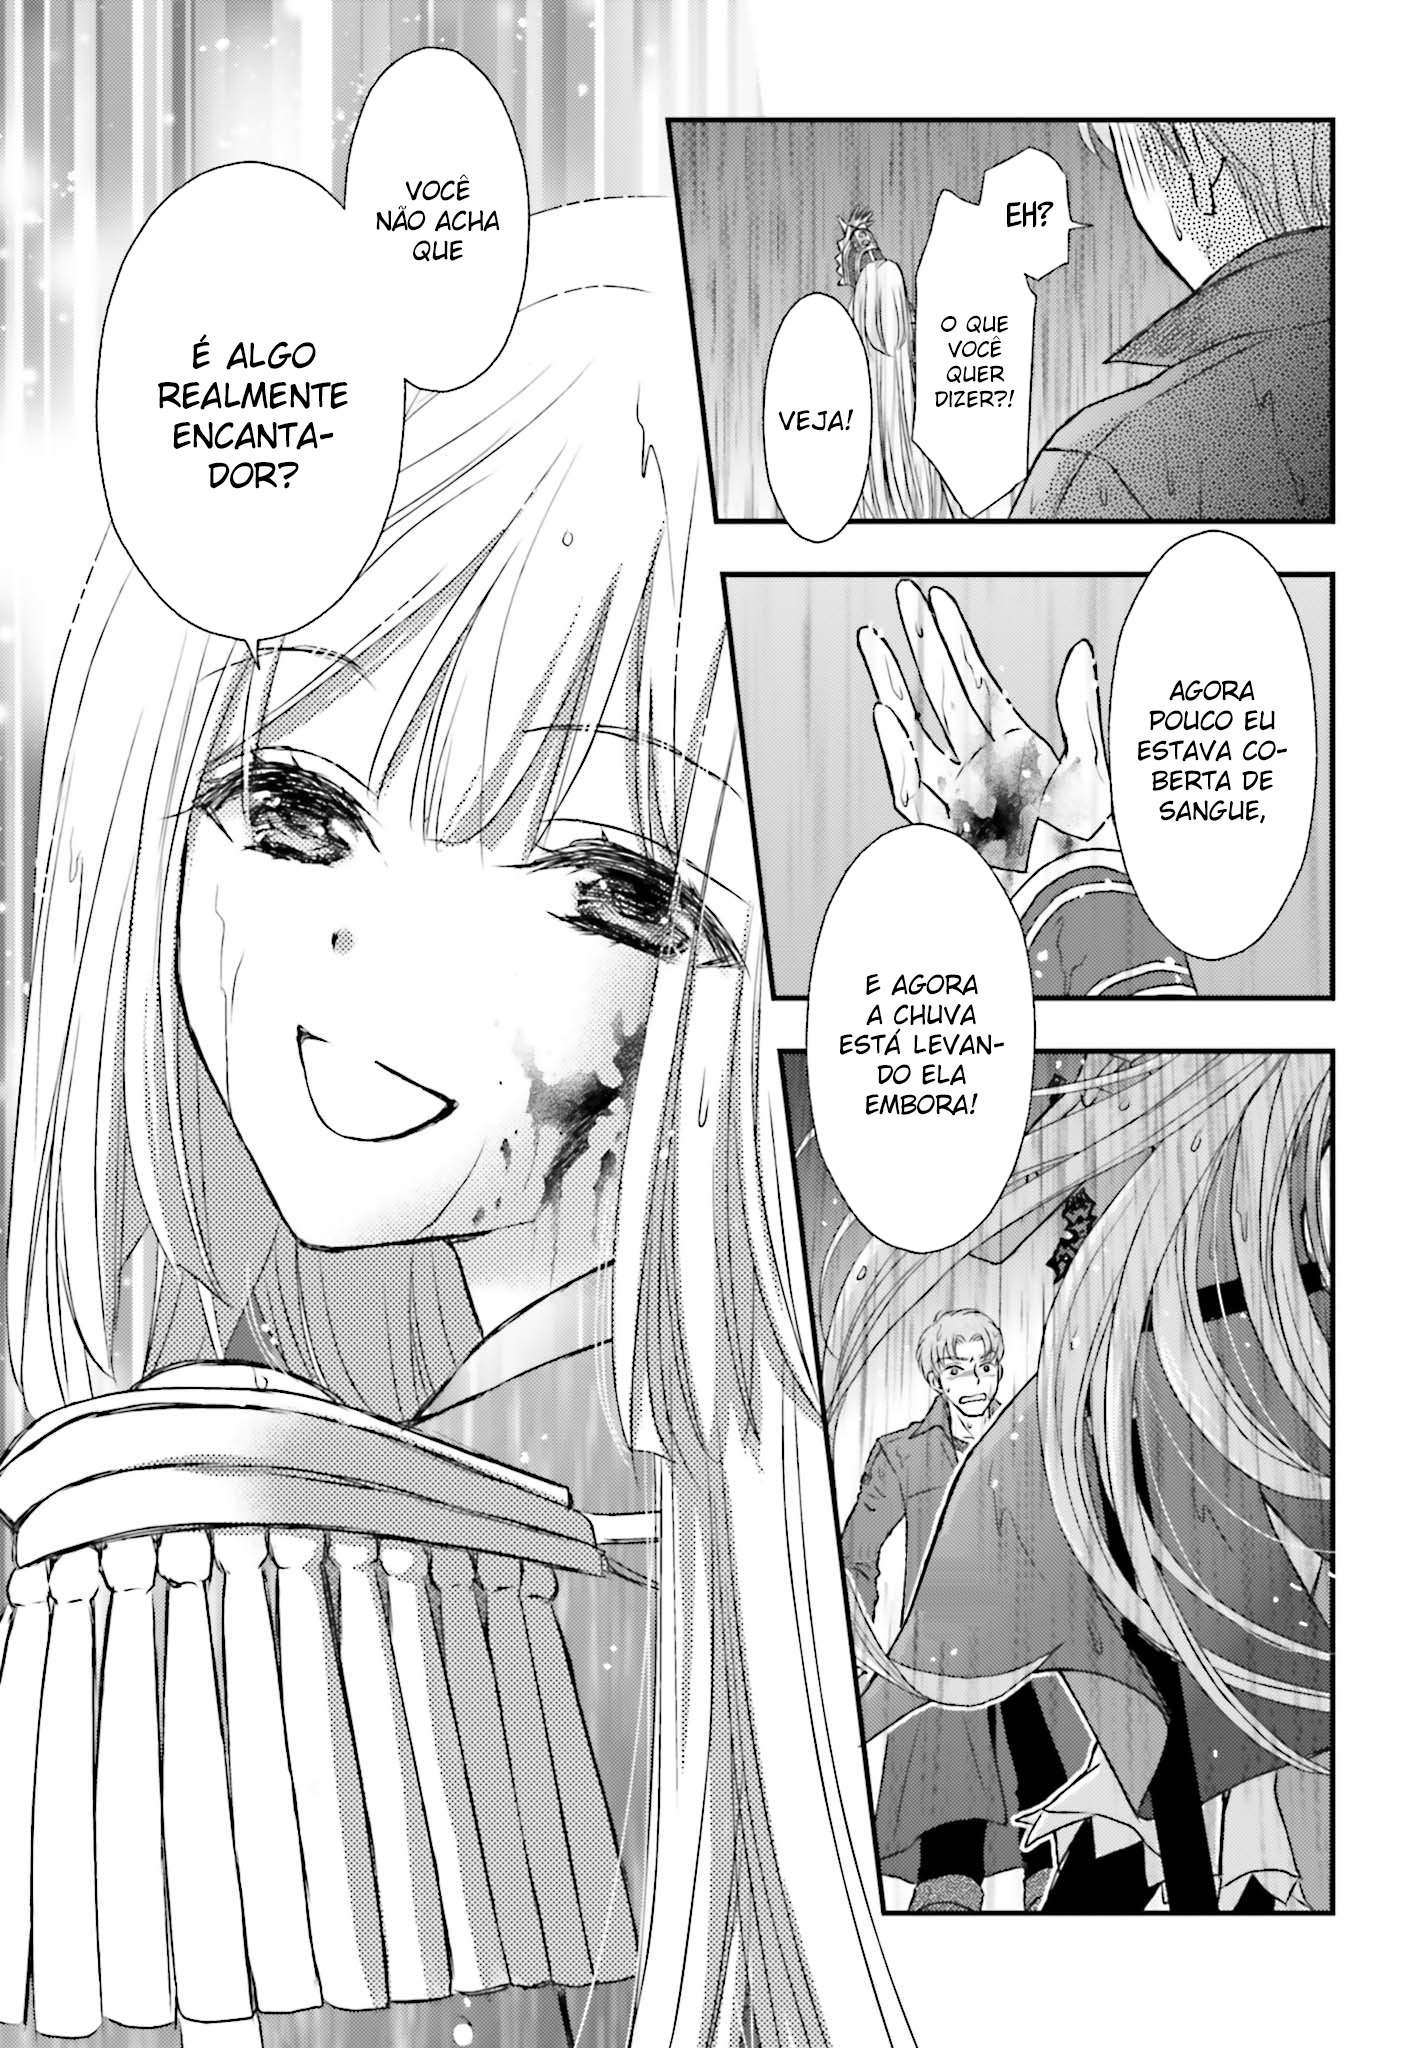 EH?
O QUE
VOCÊ
QUER
DIZER?!
VEJA!
AGORA
POUCO EU
ESTAVA CO-
BERTA DE
SANGUE,
E AGORA
A CHUVA
ESTÁ LEVAN-
DO ELA
EMBORA!
VOCÊ
NÃO ACHA
QUE
É ALGO
REALMENTE
ENCANTA-
DOR?